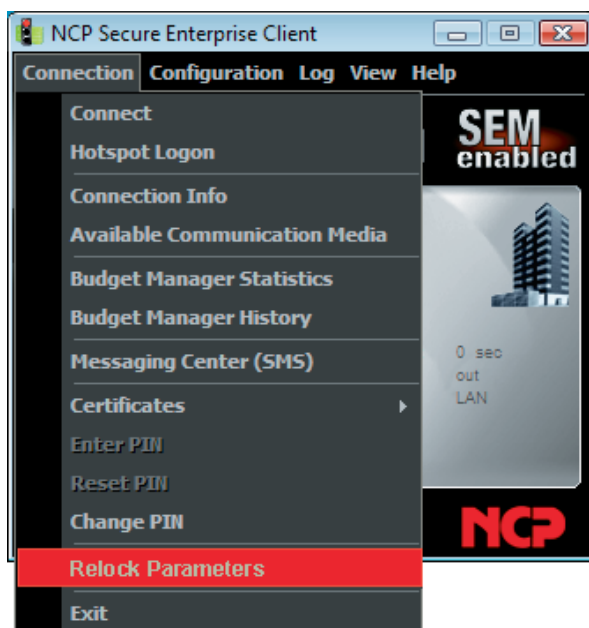 NCP Secure Enterprise Client
Connection Configuration Log View Help
Connect
Hotspot Logon
Connection Info
Available Communication Media
Budget Manager Statistics
Budget Manager History
Messaging Center (SMS)
Certificates
Enter PIN
Reset PIN
Change PIN
Relock Parameters
Exit
SEM
enabled
0 sec
out
LAN
NCP